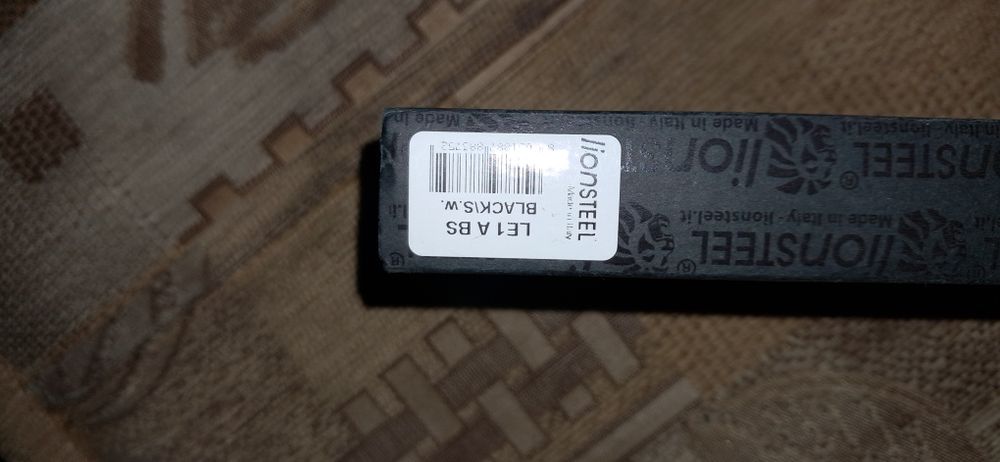 lionSTEEL
Made in Italy
LE1 A BS
BLACK/S.w.
Made in Italy - lionsteel.it
lionSTEEL®
Made in Italy - lionsteel.it
lionSTEEL®